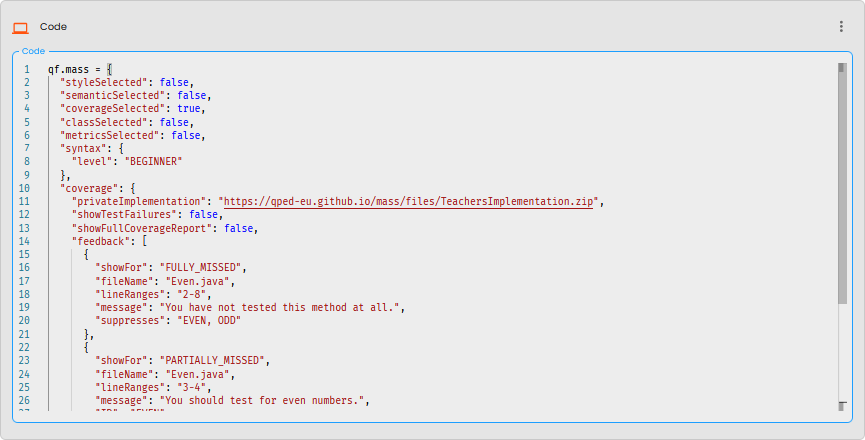 Code
Code
1 qf.mass = {
2 "styleSelected": false,
3 "semanticSelected": false,
4 "coverageSelected": true,
5 "classSelected": false,
6 "metricsSelected": false,
7 "syntax": {
8 "level": "BEGINNER"
9 },
10 "coverage": {
11 "privateImplementation": "https://qped-eu.github.io/mass/files/TeachersImplementation.zip",
12 "showTestFailures": false,
13 "showFullCoverageReport": false,
14 "feedback": [
15 {
16 "showFor": "FULLY_MISSED",
17 "fileName": "Even.java",
18 "lineRanges": "2-8",
19 "message": "You have not tested this method at all.",
20 "suppresses": "EVEN, ODD"
21 },
22 {
23 "showFor": "PARTIALLY_MISSED",
24 "fileName": "Even.java",
25 "lineRanges": "3-4",
26 "message": "You should test for even numbers.",